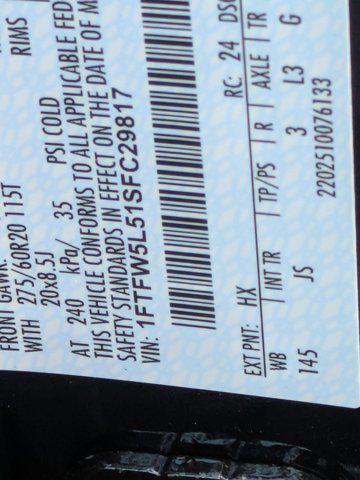 FRONT GAWR:
RIMS
WITH 275/60R20 115T
20x8.5J
AT 240 kPa/ 35 PSI COLD
THIS VEHICLE CONFORMS TO ALL APPLICABLE FED
SAFETY STANDARDS IN EFFECT ON THE DATE OF M
VIN: 1FTFW5L51SFC29817
EXT PNT: HX RC: 24 DSO
WB INT TR TP/PS R AXLE TR
145 JS 3 L3 G
2202510076133